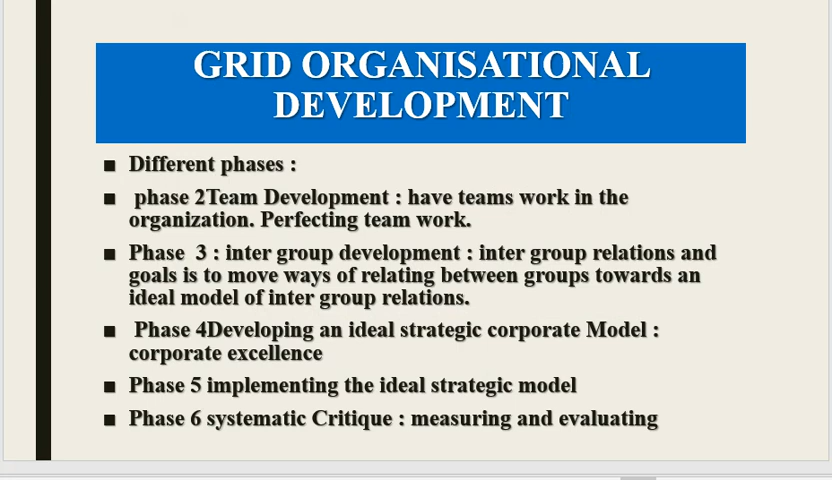 GRID ORGANISATIONAL
DEVELOPMENT
■ Different phases :
■ phase 2Team Development : have teams work in the
organization. Perfecting team work.
■ Phase 3 : inter group development : inter group relations and
goals is to move ways of relating between groups towards an
ideal model of inter group relations.
■ Phase 4Developing an ideal strategic corporate Model :
corporate excellence
■ Phase 5 implementing the ideal strategic model
■ Phase 6 systematic Critique : measuring and evaluating